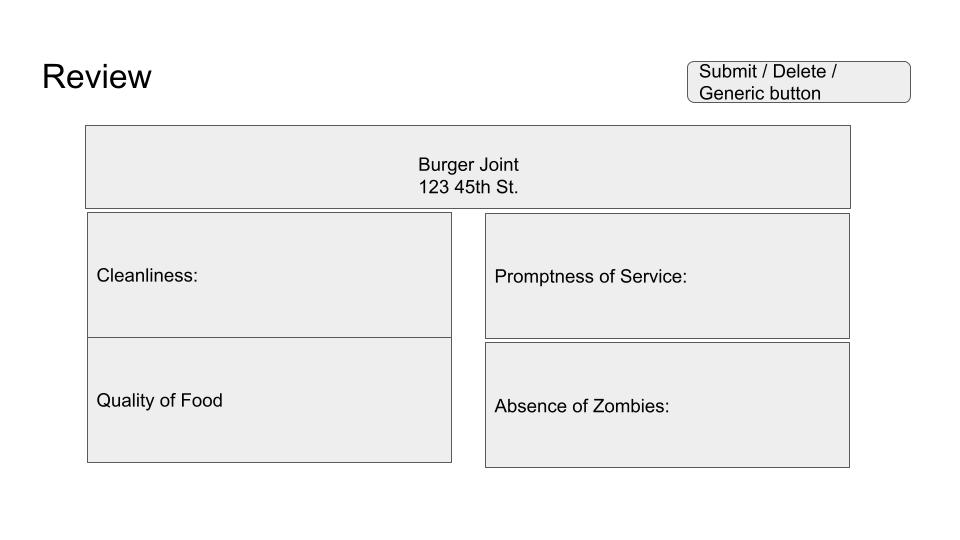 Review
Submit / Delete /
Generic button
Burger Joint
123 45th St.
Cleanliness:
Promptness of Service:
Quality of Food
Absence of Zombies: